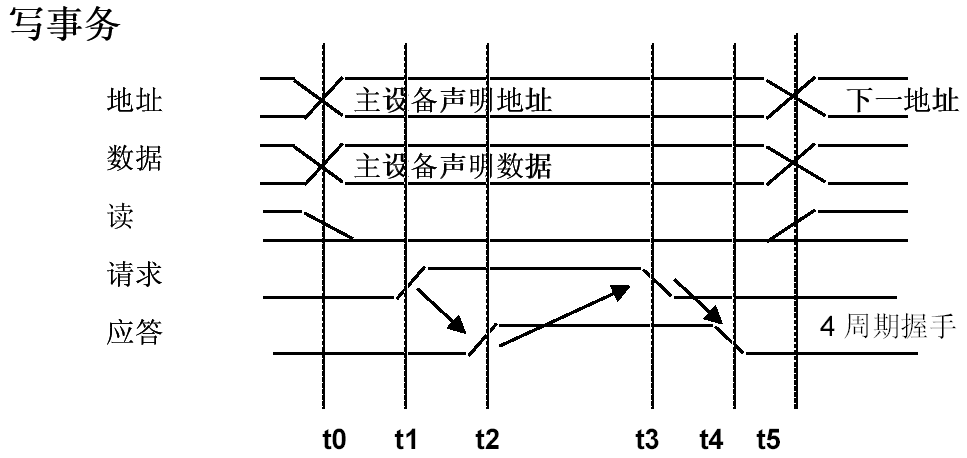 写事务
地址 主设备声明地址 下一地址
数据 主设备声明数据
读
请求
应答 4 周期握手
t0 t1 t2 t3 t4 t5